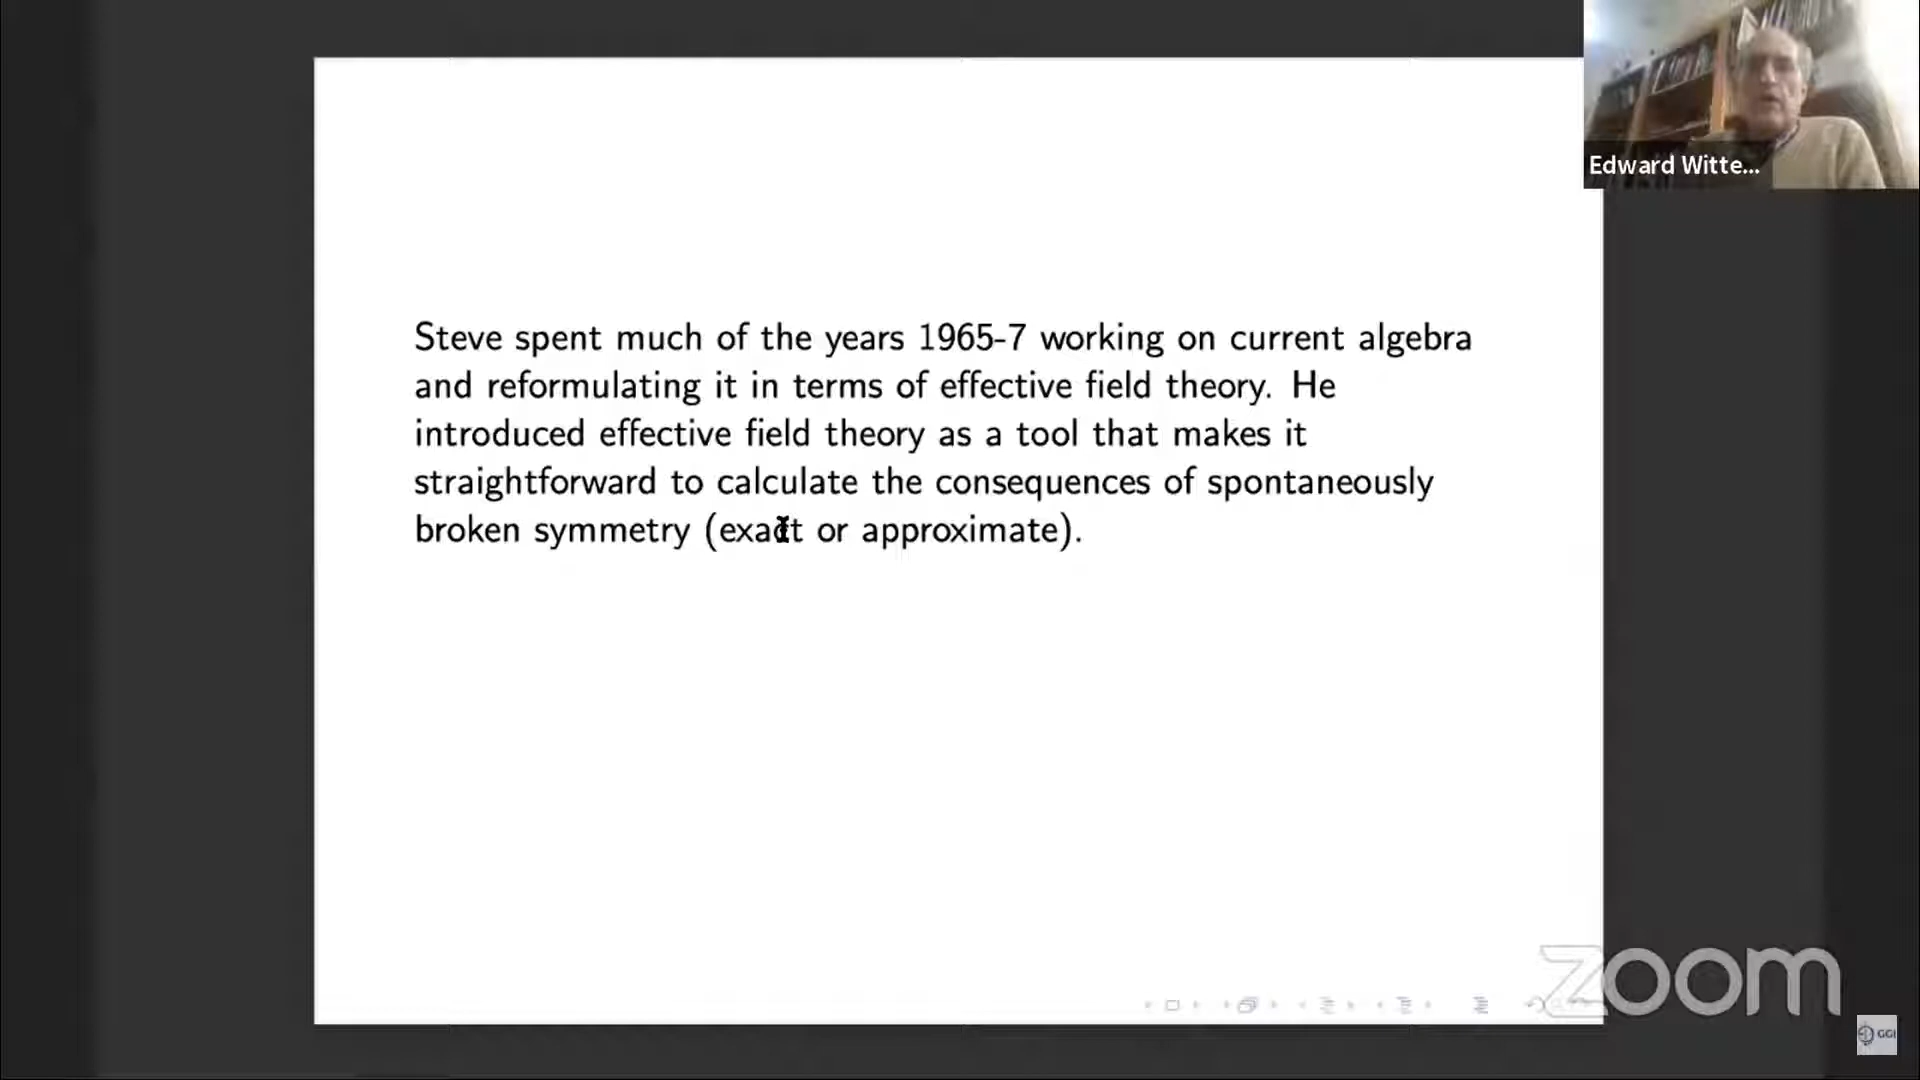 Edward Witte...
Steve spent much of the years 1965-7 working on current algebra
and reformulating it in terms of effective field theory. He
introduced effective field theory as a tool that makes it
straightforward to calculate the consequences of spontaneously
broken symmetry (exact or approximate).
zoom
GGI